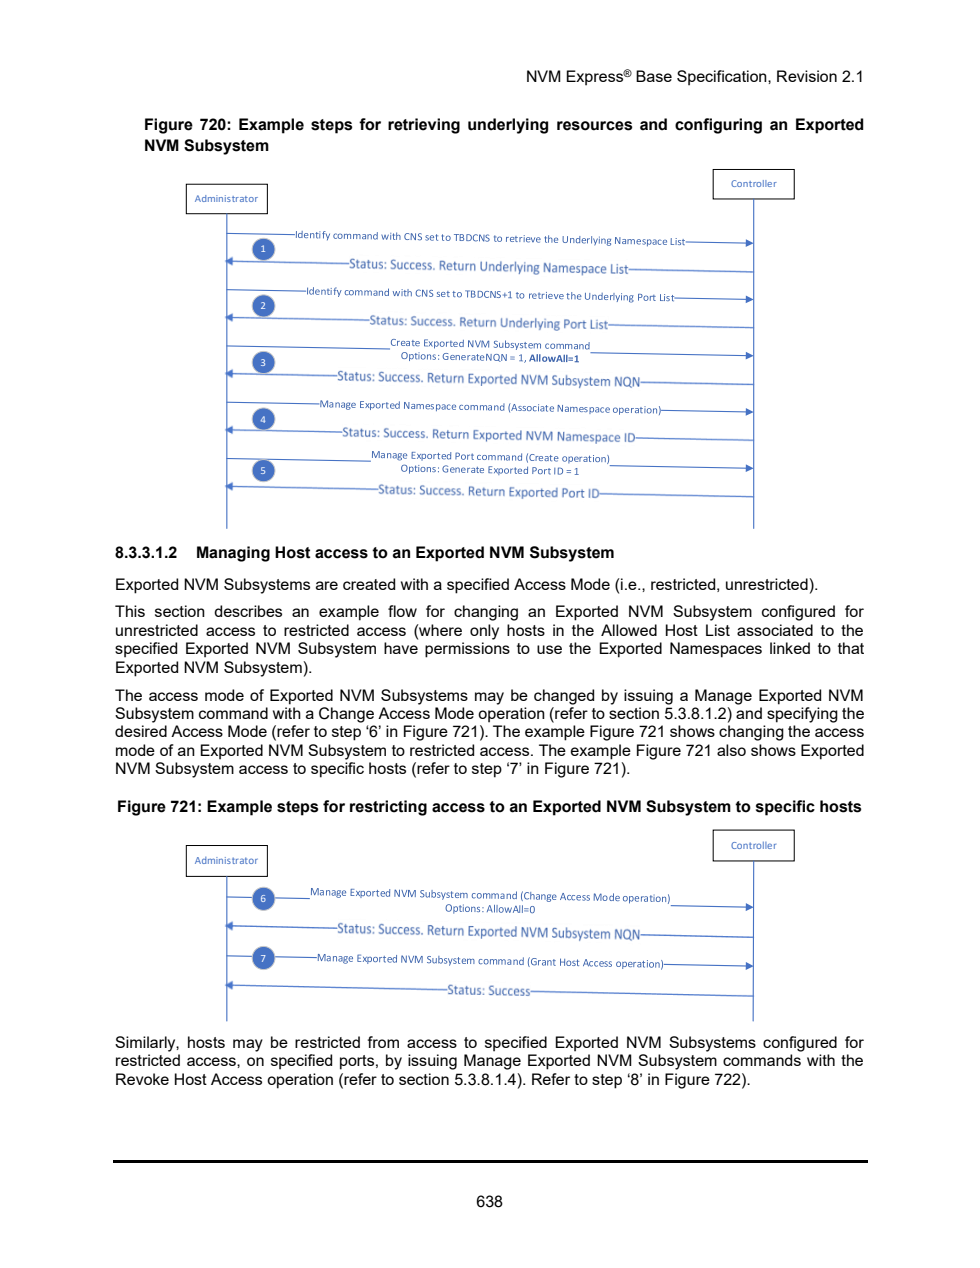 NVM Express® Base Specification, Revision 2.1
Figure 720: Example steps for retrieving underlying resources and configuring an Exported
NVM Subsystem
Controller
Administrator
Identify command with CNS set to TBDCNS to retrieve the Underlying Namespace List
1
Status: Success. Return Underlying Namespace List
Identify command with CNS set to TBDCNS+1 to retrieve the Underlying Port List
2
Status: Success. Return Underlying Port List
Create Exported NVM Subsystem command
Options: GenerateNQN = 1, AllowAll=1
3
Status: Success. Return Exported NVM Subsystem NQN
Manage Exported Namespace command (Associate Namespace operation)
4
Status: Success. Return Exported NVM Namespace ID
Manage Exported Port command (Create operation)
Options: Generate Exported Port ID = 1
5
Status: Success. Return Exported Port ID
8.3.3.1.2 Managing Host access to an Exported NVM Subsystem
Exported NVM Subsystems are created with a specified Access Mode (i.e., restricted, unrestricted).
This section describes an example flow for changing an Exported NVM Subsystem configured for
unrestricted access to restricted access (where only hosts in the Allowed Host List associated to the
specified Exported NVM Subsystem have permissions to use the Exported Namespaces linked to that
Exported NVM Subsystem).
The access mode of Exported NVM Subsystems may be changed by issuing a Manage Exported NVM
Subsystem command with a Change Access Mode operation (refer to section 5.3.8.1.2) and specifying the
desired Access Mode (refer to step ‘6’ in Figure 721). The example Figure 721 shows changing the access
mode of an Exported NVM Subsystem to restricted access. The example Figure 721 also shows Exported
NVM Subsystem access to specific hosts (refer to step ‘7’ in Figure 721).
Figure 721: Example steps for restricting access to an Exported NVM Subsystem to specific hosts
Controller
Administrator
6
Manage Exported NVM Subsystem command (Change Access Mode operation)
Options: AllowAll=0
Status: Success. Return Exported NVM Subsystem NQN
7
Manage Exported NVM Subsystem command (Grant Host Access operation)
Status: Success
Similarly, hosts may be restricted from access to specified Exported NVM Subsystems configured for
restricted access, on specified ports, by issuing Manage Exported NVM Subsystem commands with the
Revoke Host Access operation (refer to section 5.3.8.1.4). Refer to step ‘8’ in Figure 722).
638